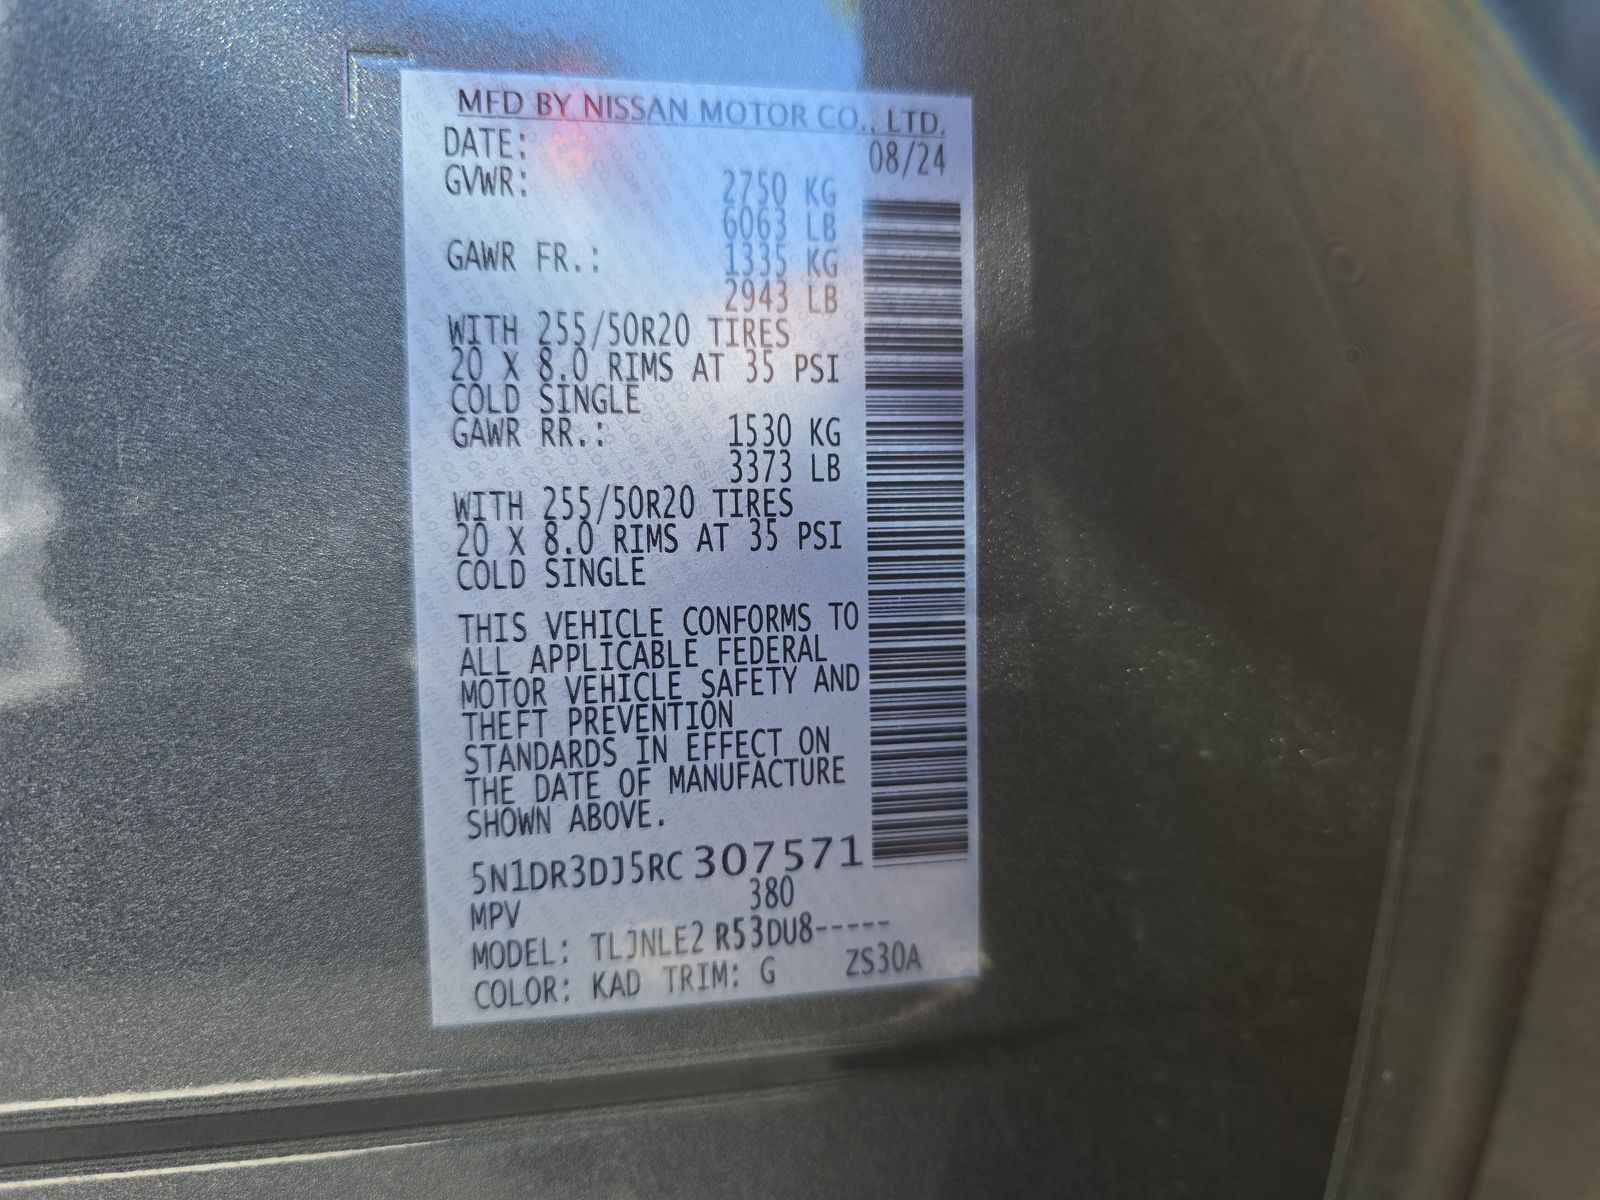 MFD BY NISSAN MOTOR CO., LTD.
DATE: 08/24
GVWR: 2750 KG
6063 LB
GAWR FR.: 1335 KG
2943 LB
WITH 255/50R20 TIRES
20 X 8.0 RIMS AT 35 PSI
COLD SINGLE
GAWR RR.: 1530 KG
3373 LB
WITH 255/50R20 TIRES
20 X 8.0 RIMS AT 35 PSI
COLD SINGLE
THIS VEHICLE CONFORMS TO
ALL APPLICABLE FEDERAL
MOTOR VEHICLE SAFETY AND
THEFT PREVENTION
STANDARDS IN EFFECT ON
THE DATE OF MANUFACTURE
SHOWN ABOVE.
5N1DR3DJ5RC 307571
MPV 380
MODEL: TLJNLE2 R53DU8-----
COLOR: KAD TRIM: G ZS30A